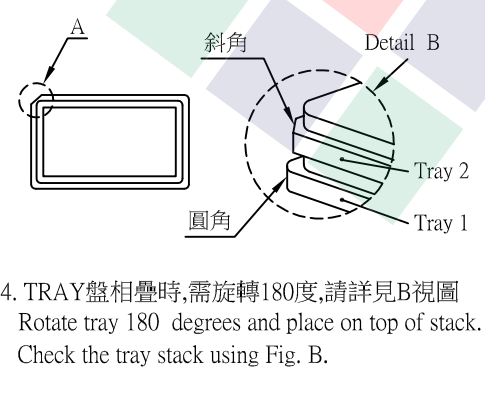 A
斜角
Detail B
Tray 2
圓角
Tray 1
4. TRAY盤相疊時,需旋轉180度,請詳見B視圖
Rotate tray 180 degrees and place on top of stack.
Check the tray stack using Fig. B.